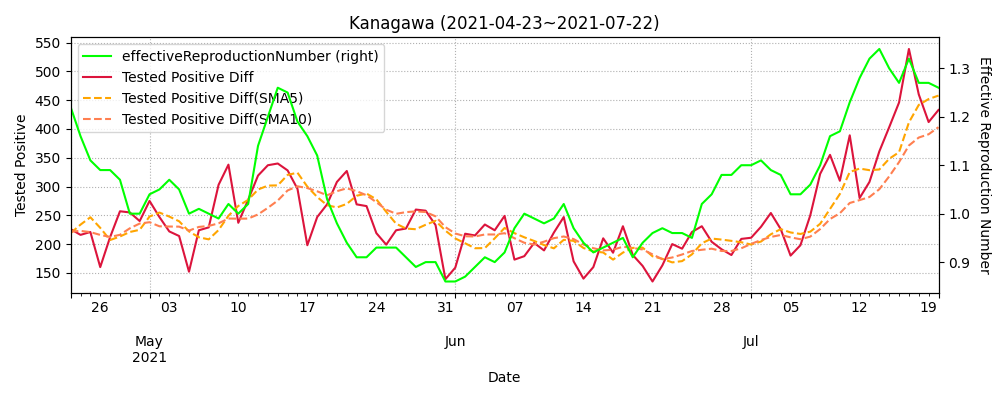 Kanagawa (2021-04-23~2021-07-22)
effectiveReproductionNumber (right)
Tested Positive Diff
Tested Positive Diff(SMA5)
Tested Positive Diff(SMA10)
Tested Positive
550
500
450
400
350
300
250
200
150
1.3
1.2
1.1
1.0
0.9
Effective Reproduction Number
26 03 10 17 24 31 07 14 21 28 05 12 19
May Jun Jul
2021
Date